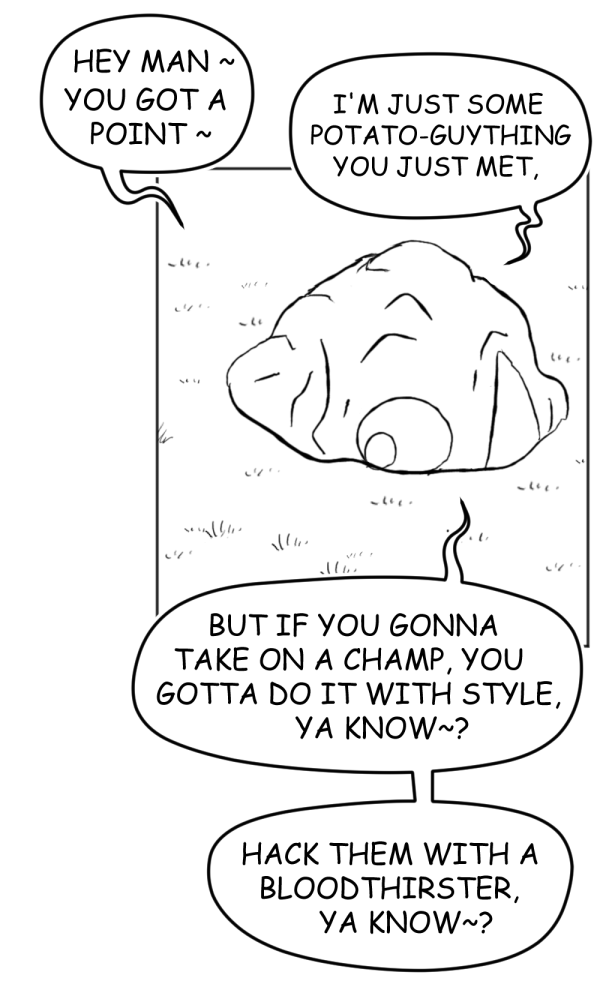 HEY MAN ~
YOU GOT A
POINT ~
I'M JUST SOME
POTATO-GUYTHING
YOU JUST MET,
BUT IF YOU GONNA
TAKE ON A CHAMP, YOU
GOTTA DO IT WITH STYLE,
YA KNOW~?
HACK THEM WITH A
BLOODTHIRSTER,
YA KNOW~?